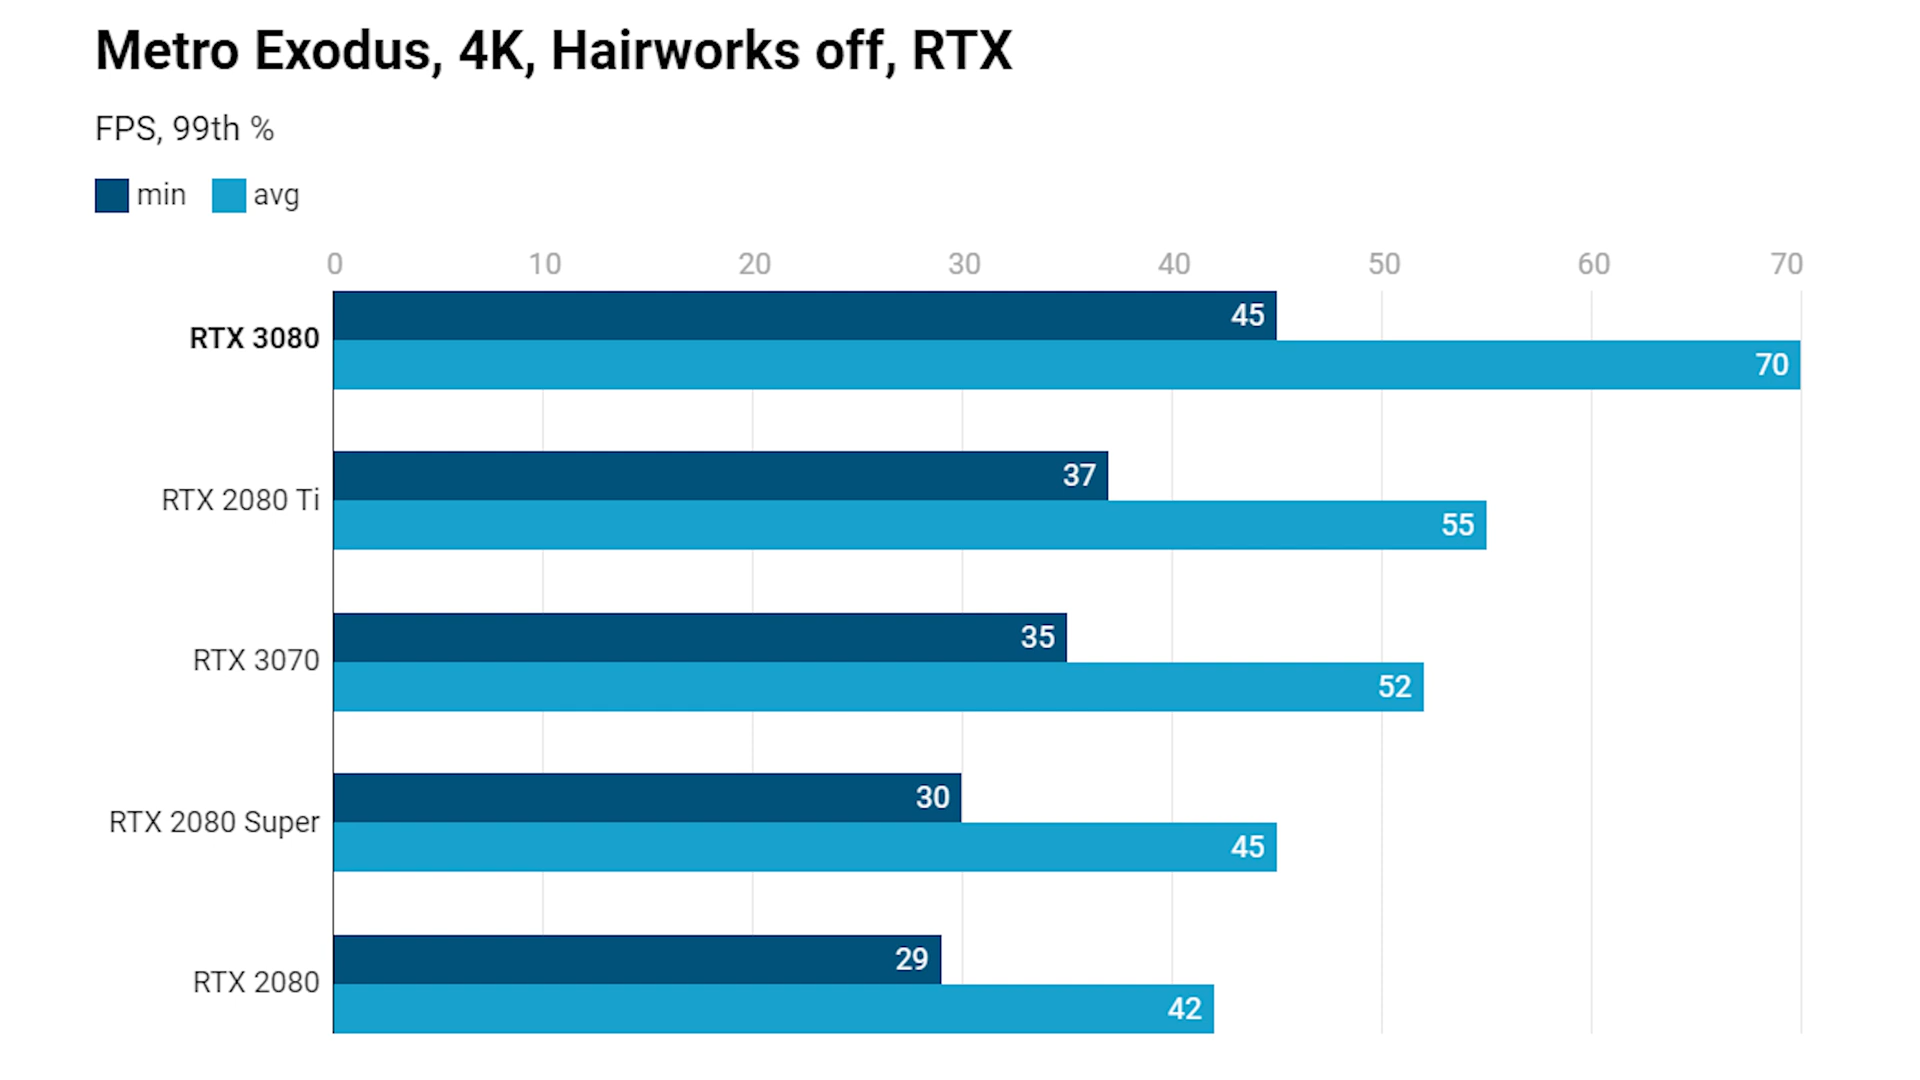 Metro Exodus, 4K, Hairworks off, RTX
FPS, 99th %
min avg
0 10 20 30 40 50 60 70
RTX 3080
45
70
RTX 2080 Ti
37
55
RTX 3070
35
52
RTX 2080 Super
30
45
RTX 2080
29
42